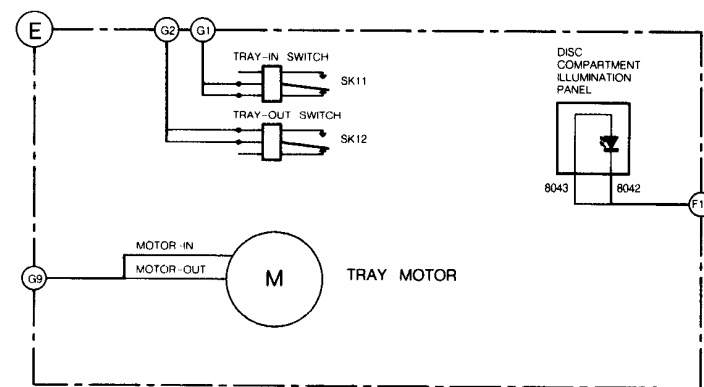 E
G2
G1
TRAY-IN SWITCH
SK11
TRAY-OUT SWITCH
SK12
DISC
COMPARTMENT
ILLUMINATION
PANEL
8043
8042
F1
MOTOR-IN
MOTOR-OUT
G9
M
TRAY MOTOR